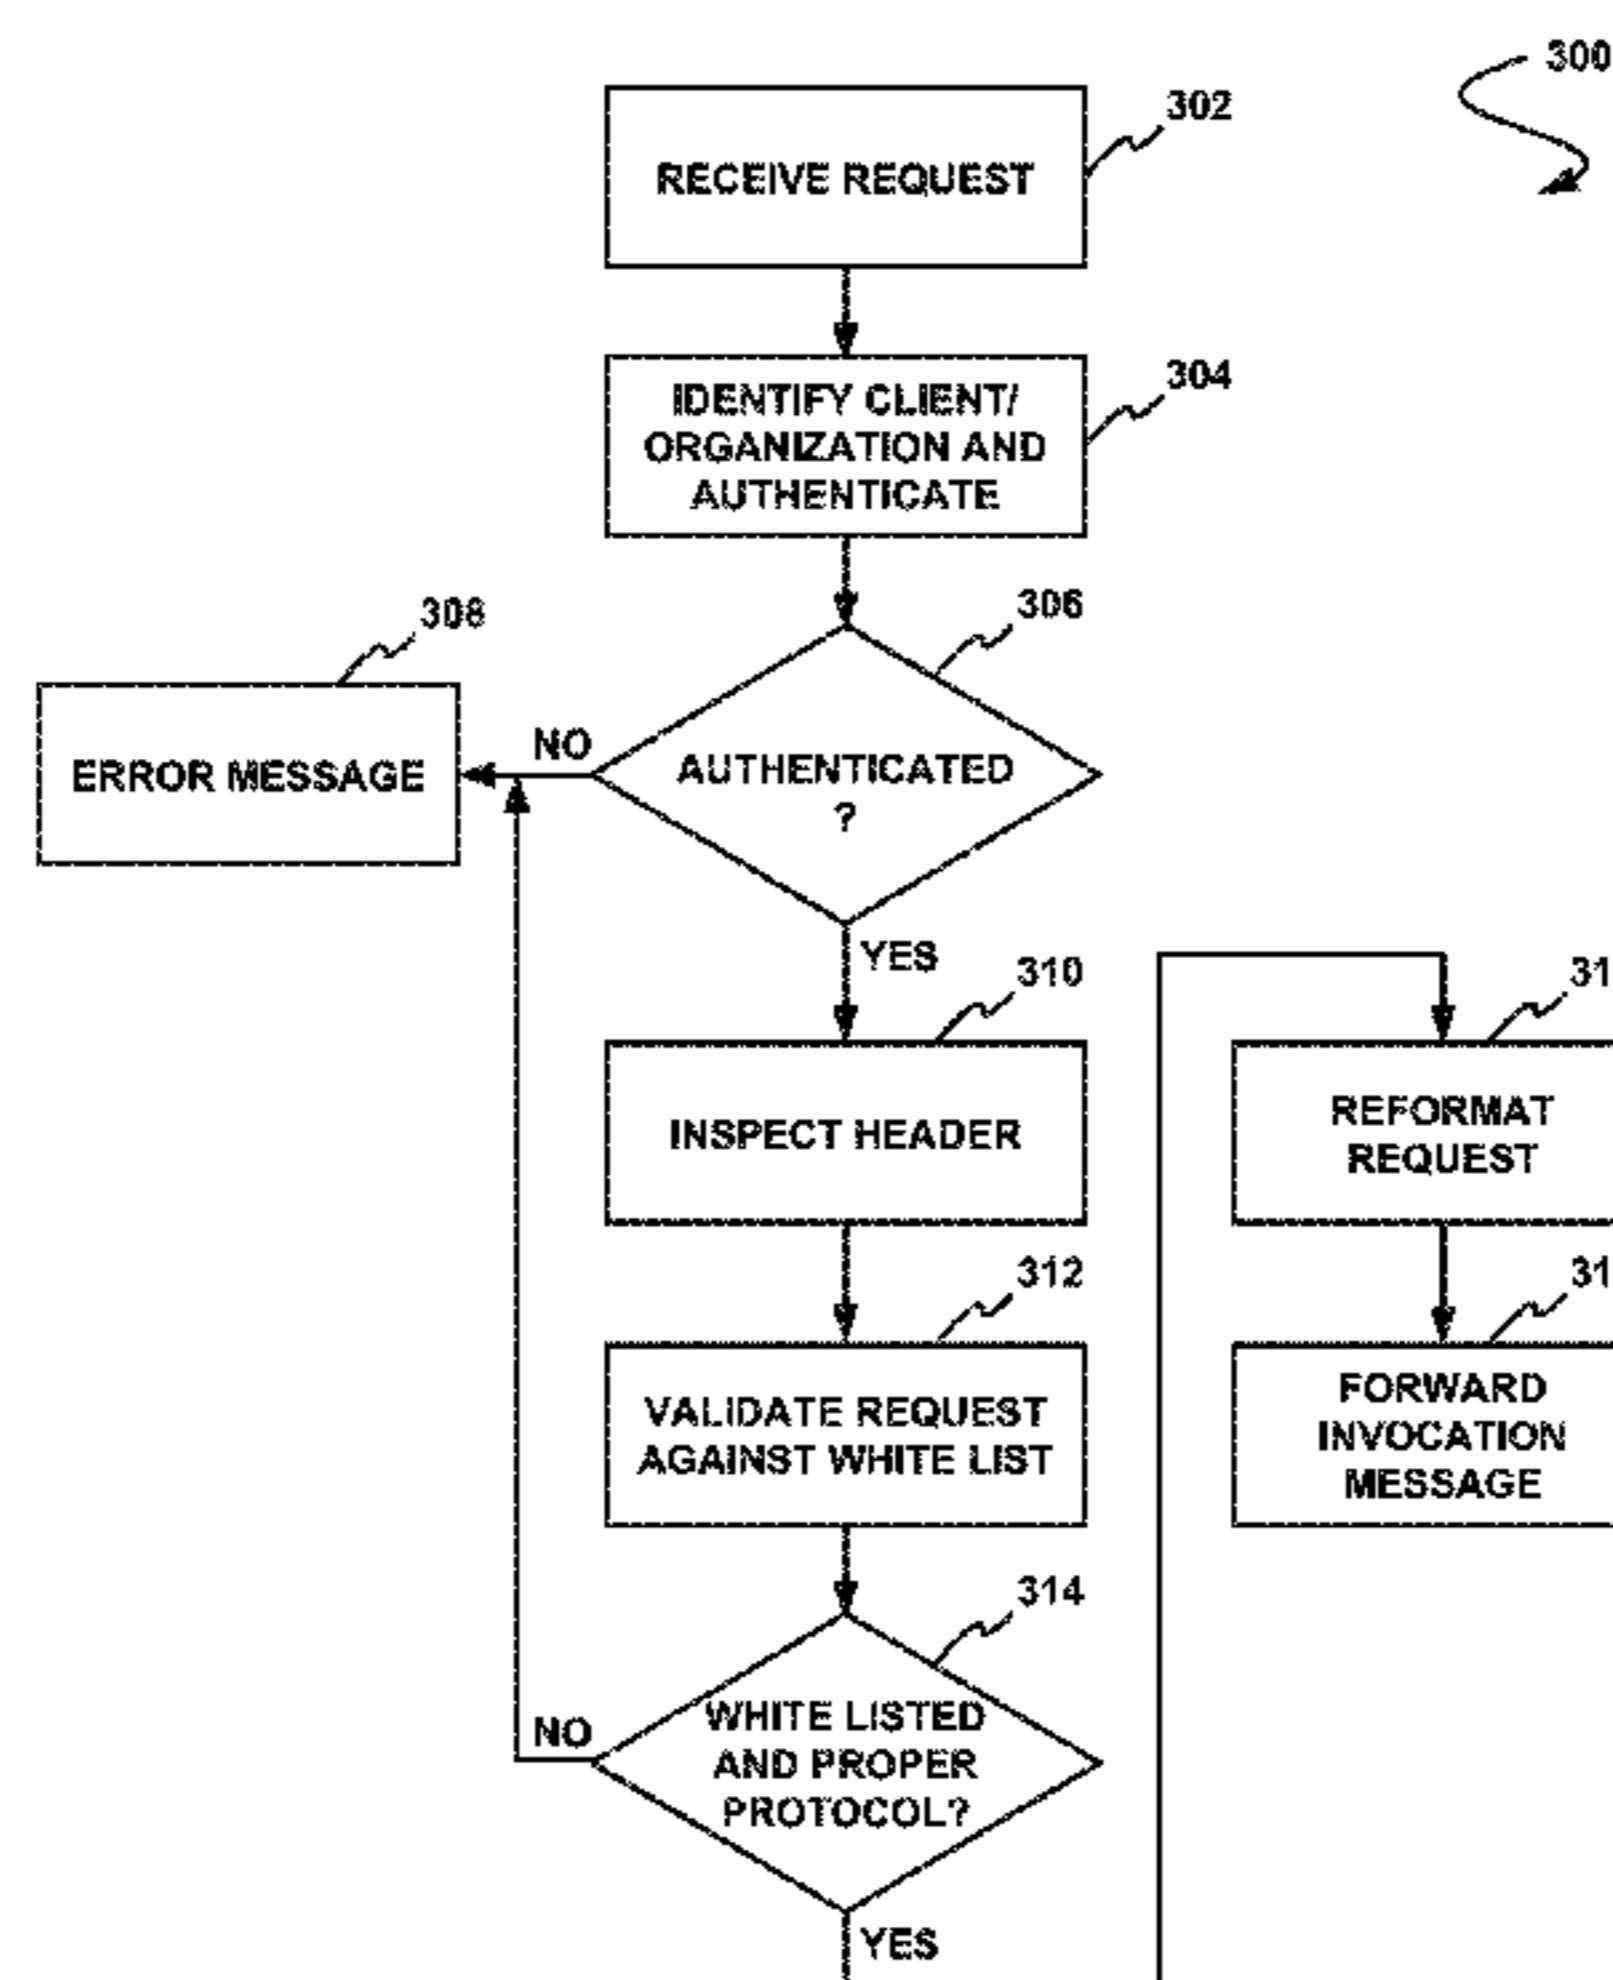 300
302
RECEIVE REQUEST
304
IDENTIFY CLIENT/
ORGANIZATION AND
AUTHENTICATE
306
308
NO
ERROR MESSAGE
AUTHENTICATED
?
YES
310
31
INSPECT HEADER
REFORMAT
REQUEST
312
31
VALIDATE REQUEST
AGAINST WHITE LIST
FORWARD
INVOCATION
MESSAGE
314
NO
WHITE LISTED
AND PROPER
PROTOCOL?
YES